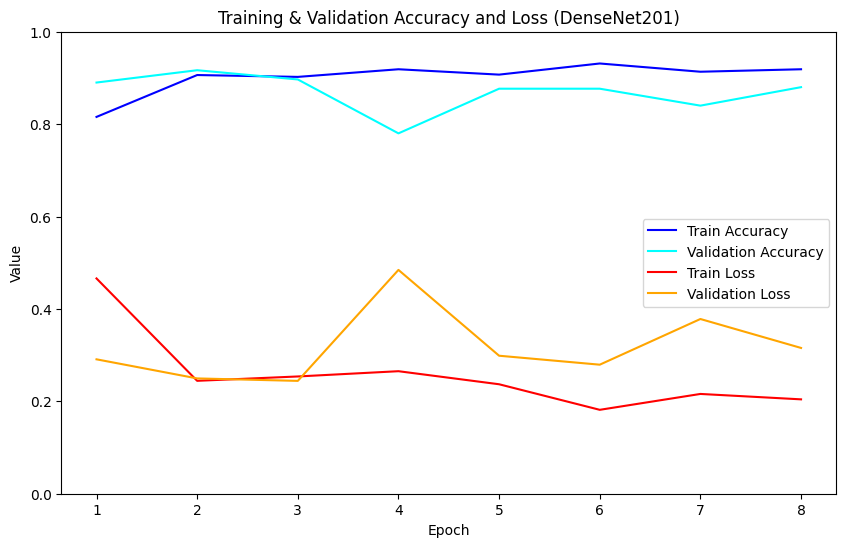 Training & Validation Accuracy and Loss (DenseNet201)
1.0
0.8
0.6
0.4
0.2
0.0
Value
Train Accuracy
Validation Accuracy
Train Loss
Validation Loss
1 2 3 4 5 6 7 8
Epoch